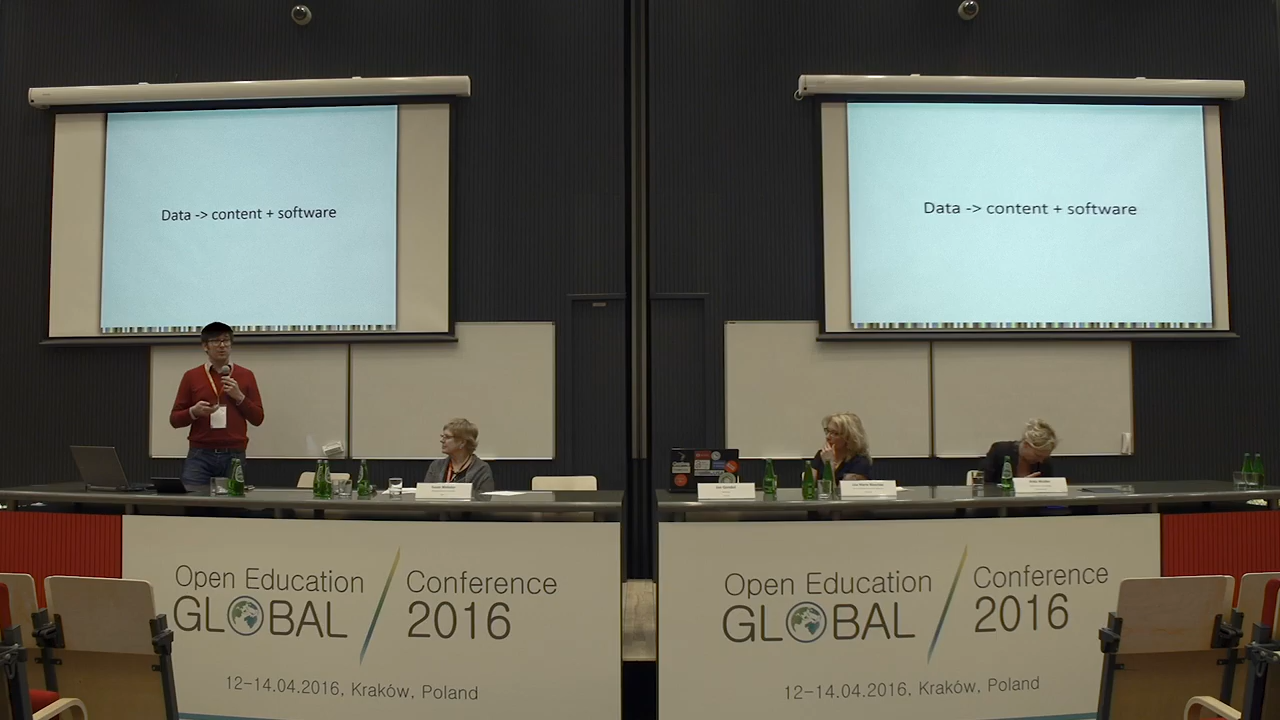 Data -> content + software
Data -> content + software
Open Education
GLOBAL
Conference
2016
12-14.04.2016, Kraków, Poland
Open Education
GLOBAL
Conference
2016
12-14.04.2016, Kraków, Poland